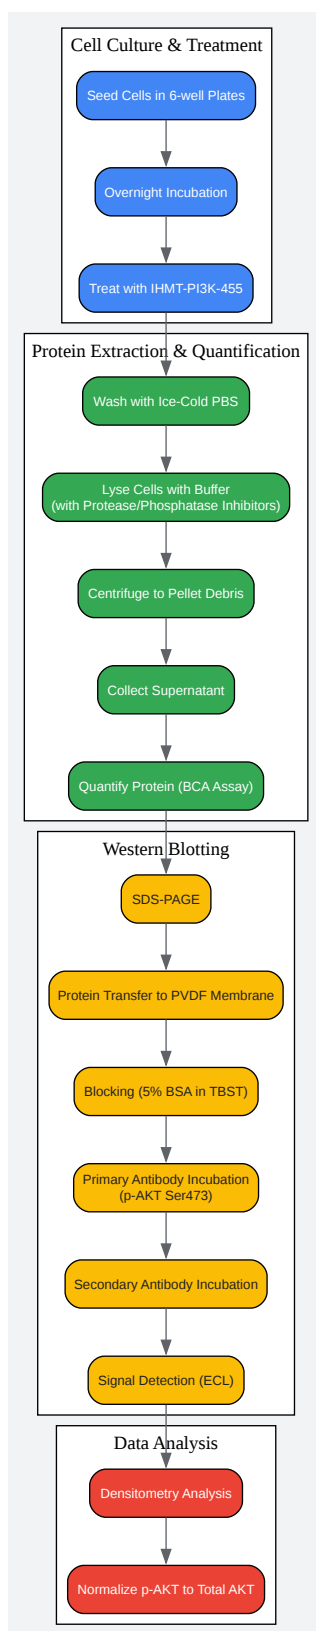 Cell Culture & Treatment
Seed Cells in 6-well Plates
Overnight Incubation
Treat with IHMT-PI3K-455
Protein Extraction & Quantification
Wash with Ice-Cold PBS
Lyse Cells with Buffer
(with Protease/Phosphatase Inhibitors)
Centrifuge to Pellet Debris
Collect Supernatant
Quantify Protein (BCA Assay)
Western Blotting
SDS-PAGE
Protein Transfer to PVDF Membrane
Blocking (5% BSA in TBST)
Primary Antibody Incubation
(p-AKT Ser473)
Secondary Antibody Incubation
Signal Detection (ECL)
Data Analysis
Densitometry Analysis
Normalize p-AKT to Total AKT